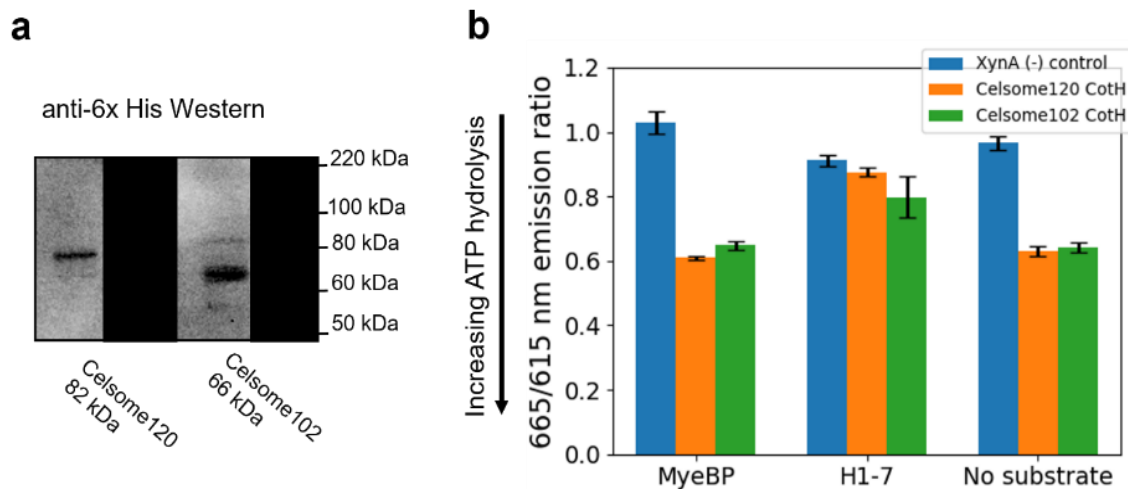 a
anti-6x His Western
220 kDa
100 kDa
80 kDa
60 kDa
50 kDa
Celsome120
82 kDa
Celsome102
66 kDa
b
XynA (-) control
Celsome120 CotH
Celsome102 CotH
Increasing ATP hydrolysis
665/615 nm emission ratio
1.2
1.0
0.8
0.6
0.4
0.2
0.0
MyeBP
H1-7
No substrate